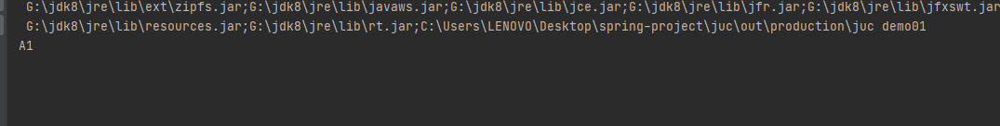 G:\jdk8\jre\lib\ext\zipfs.jar;G:\jdk8\jre\lib\javaws.jar;G:\jdk8\jre\lib\jce.jar;G:\jdk8\jre\lib\jfr.jar;G:\jdk8\jre\lib\jfxswt.jar
G:\jdk8\jre\lib\resources.jar;G:\jdk8\jre\lib\rt.jar;C:\Users\LENOVO\Desktop\spring-project\juc\out\production\juc demo01
A1